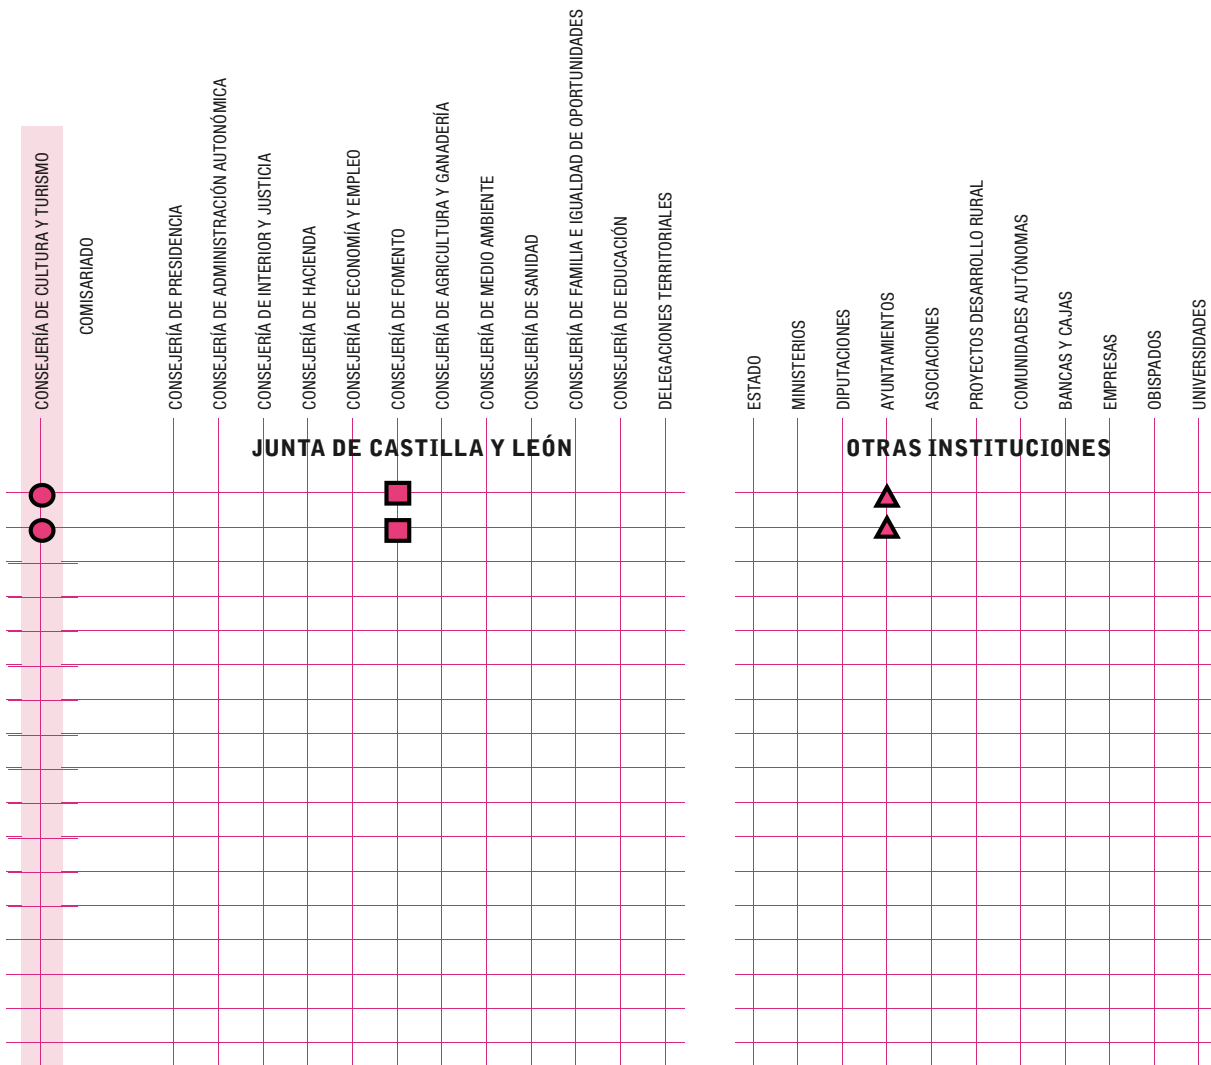 CONSEJERÍA DE CULTURA Y TURISMO
COMISARIADO
CONSEJERÍA DE PRESIDENCIA
CONSEJERÍA DE ADMINISTRACIÓN AUTONÓMICA
CONSEJERÍA DE INTERIOR Y JUSTICIA
CONSEJERÍA DE HACIENDA
CONSEJERÍA DE ECONOMÍA Y EMPLEO
CONSEJERÍA DE FOMENTO
CONSEJERÍA DE AGRICULTURA Y GANADERÍA
CONSEJERÍA DE MEDIO AMBIENTE
CONSEJERÍA DE SANIDAD
CONSEJERÍA DE FAMILIA E IGUALDAD DE OPORTUNIDADES
CONSEJERÍA DE EDUCACIÓN
DELEGACIONES TERRITORIALES
ESTADO
MINISTERIOS
DIPUTACIONES
AYUNTAMIENTOS
ASOCIACIONES
PROYECTOS DESARROLLO RURAL
COMUNIDADES AUTÓNOMAS
BANCAS Y CAJAS
EMPRESAS
OBISPADOS
UNIVERSIDADES
JUNTA DE CASTILLA Y LEÓN
OTRAS INSTITUCIONES